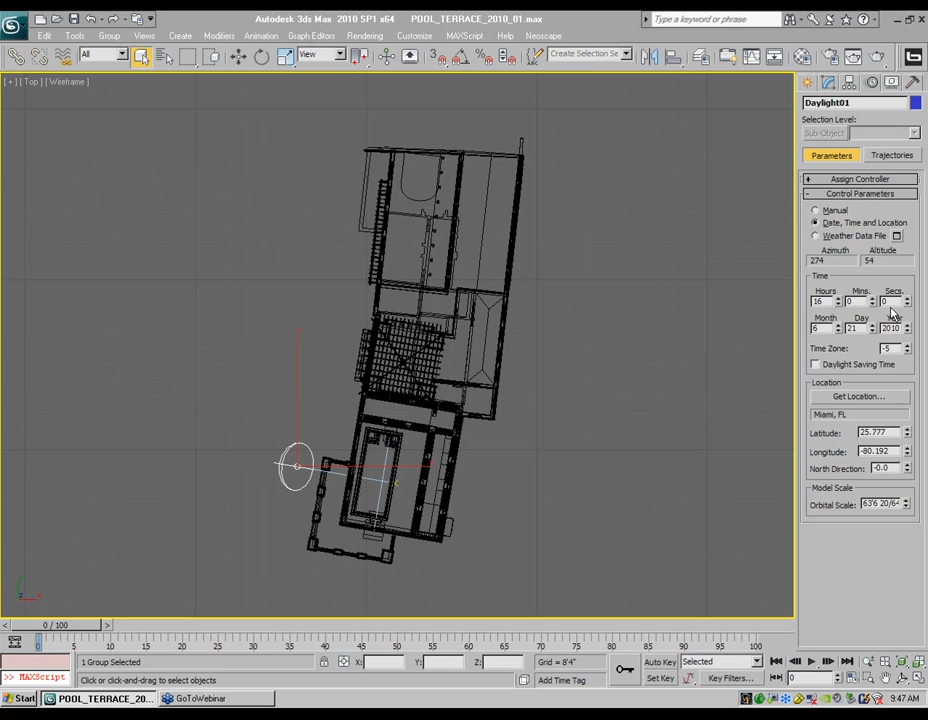 Autodesk 3ds Max 2010 SP1 x64 POOL_TERRACE_2010_01.max
Type a keyword or phrase
Edit Tools Group Views Create Modifiers Animation Graph Editors Rendering Customize MAXScript Help Neoscape
All View Create Selection Se
[ + ] [ Top ] [ Wireframe ]
Daylight01
Selection Level:
Sub-Object
Parameters Trajectories
+ Assign Controller
- Control Parameters
Manual
Date, Time and Location
Weather Data File
Azimuth Altitude
274 54
Time
Hours Mins. Secs.
16 0 0
Month Day Year
6 21 2010
Time Zone: -5
Daylight Saving Time
Location
Get Location...
Miami, FL
Latitude: 25.777
Longitude: -80.192
North Direction: -0.0
Model Scale
Orbital Scale: 63'6 20/64
0 / 100
0 5 10 15 20 25 30 35 40 45 50 55 60 65 70 75 80 85 90 95 100
1 Group Selected X: Y: Z: Grid = 8'4" Auto Key Selected
>> MAXScript Click or click-and-drag to select objects Add Time Tag Set Key Key Filters... 0
Start POOL_TERRACE_20... GoToWebinar 9:47 AM